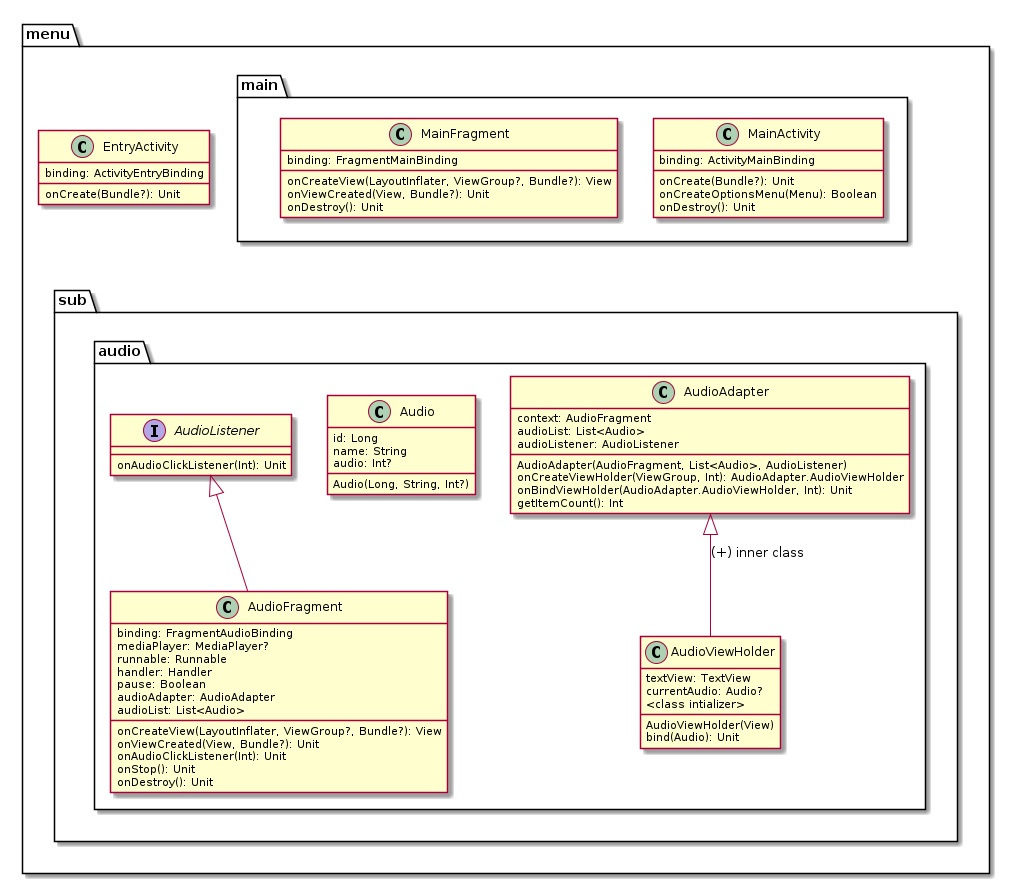 menu
main
C EntryActivity
binding: ActivityEntryBinding
onCreate(Bundle?): Unit
C MainFragment
binding: FragmentMainBinding
onCreateView(LayoutInflater, ViewGroup?, Bundle?): View
onViewCreated(View, Bundle?): Unit
onDestroy(): Unit
C MainActivity
binding: ActivityMainBinding
onCreate(Bundle?): Unit
onCreateOptionsMenu(Menu): Boolean
onDestroy(): Unit
sub
audio
I AudioListener
onAudioClickListener(Int): Unit
C Audio
id: Long
name: String
audio: Int?
Audio(Long, String, Int?)
C AudioAdapter
context: AudioFragment
audioList: List<Audio>
audioListener: AudioListener
AudioAdapter(AudioFragment, List<Audio>, AudioListener)
onCreateViewHolder(ViewGroup, Int): AudioAdapter.AudioViewHolder
onBindViewHolder(AudioAdapter.AudioViewHolder, Int): Unit
getItemCount(): Int
(+) inner class
C AudioFragment
binding: FragmentAudioBinding
mediaPlayer: MediaPlayer?
runnable: Runnable
handler: Handler
pause: Boolean
audioAdapter: AudioAdapter
audioList: List<Audio>
onCreateView(LayoutInflater, ViewGroup?, Bundle?): View
onViewCreated(View, Bundle?): Unit
onAudioClickListener(Int): Unit
onStop(): Unit
onDestroy(): Unit
C AudioViewHolder
textView: TextView
currentAudio: Audio?
<class intializer>
AudioViewHolder(View)
bind(Audio): Unit